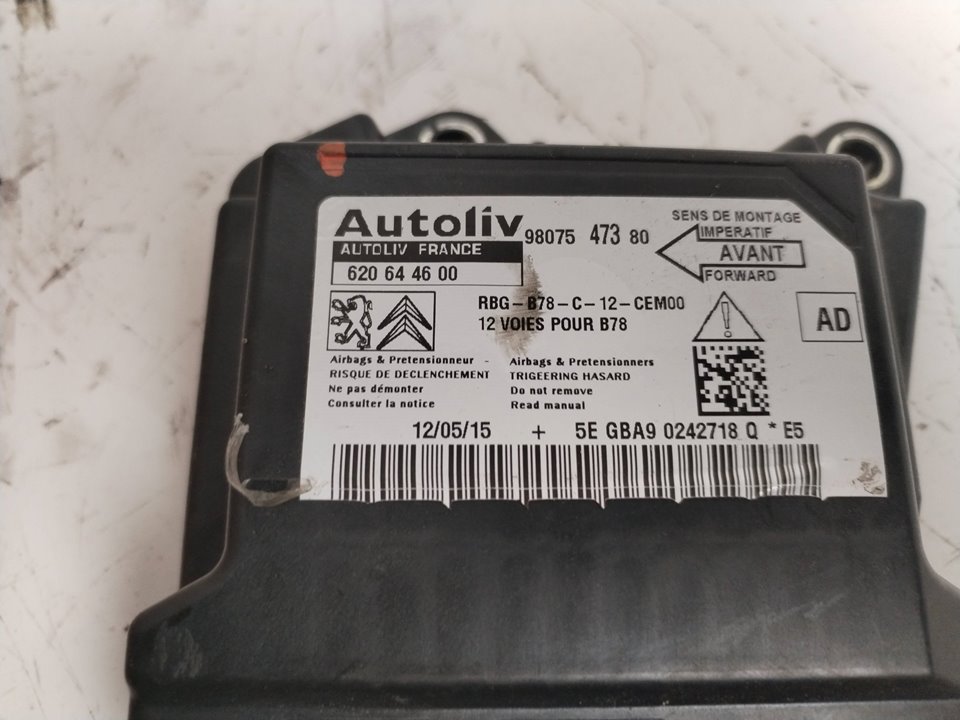 Autoliv
98075 473 80
AUTOLIV FRANCE
620 64 46 00
SENS DE MONTAGE
IMPERATIF
AVANT
FORWARD
RBG-B78-C-12-CEM00
12 VOIES POUR B78
AD
Airbags & Pretensionneur -
RISQUE DE DECLENCHEMENT
Ne pas démonter
Consulter la notice
Airbags & Pretensionners
TRIGEERING HASARD
Do not remove
Read manual
12/05/15 + 5E GBA9 0242718 Q * E5